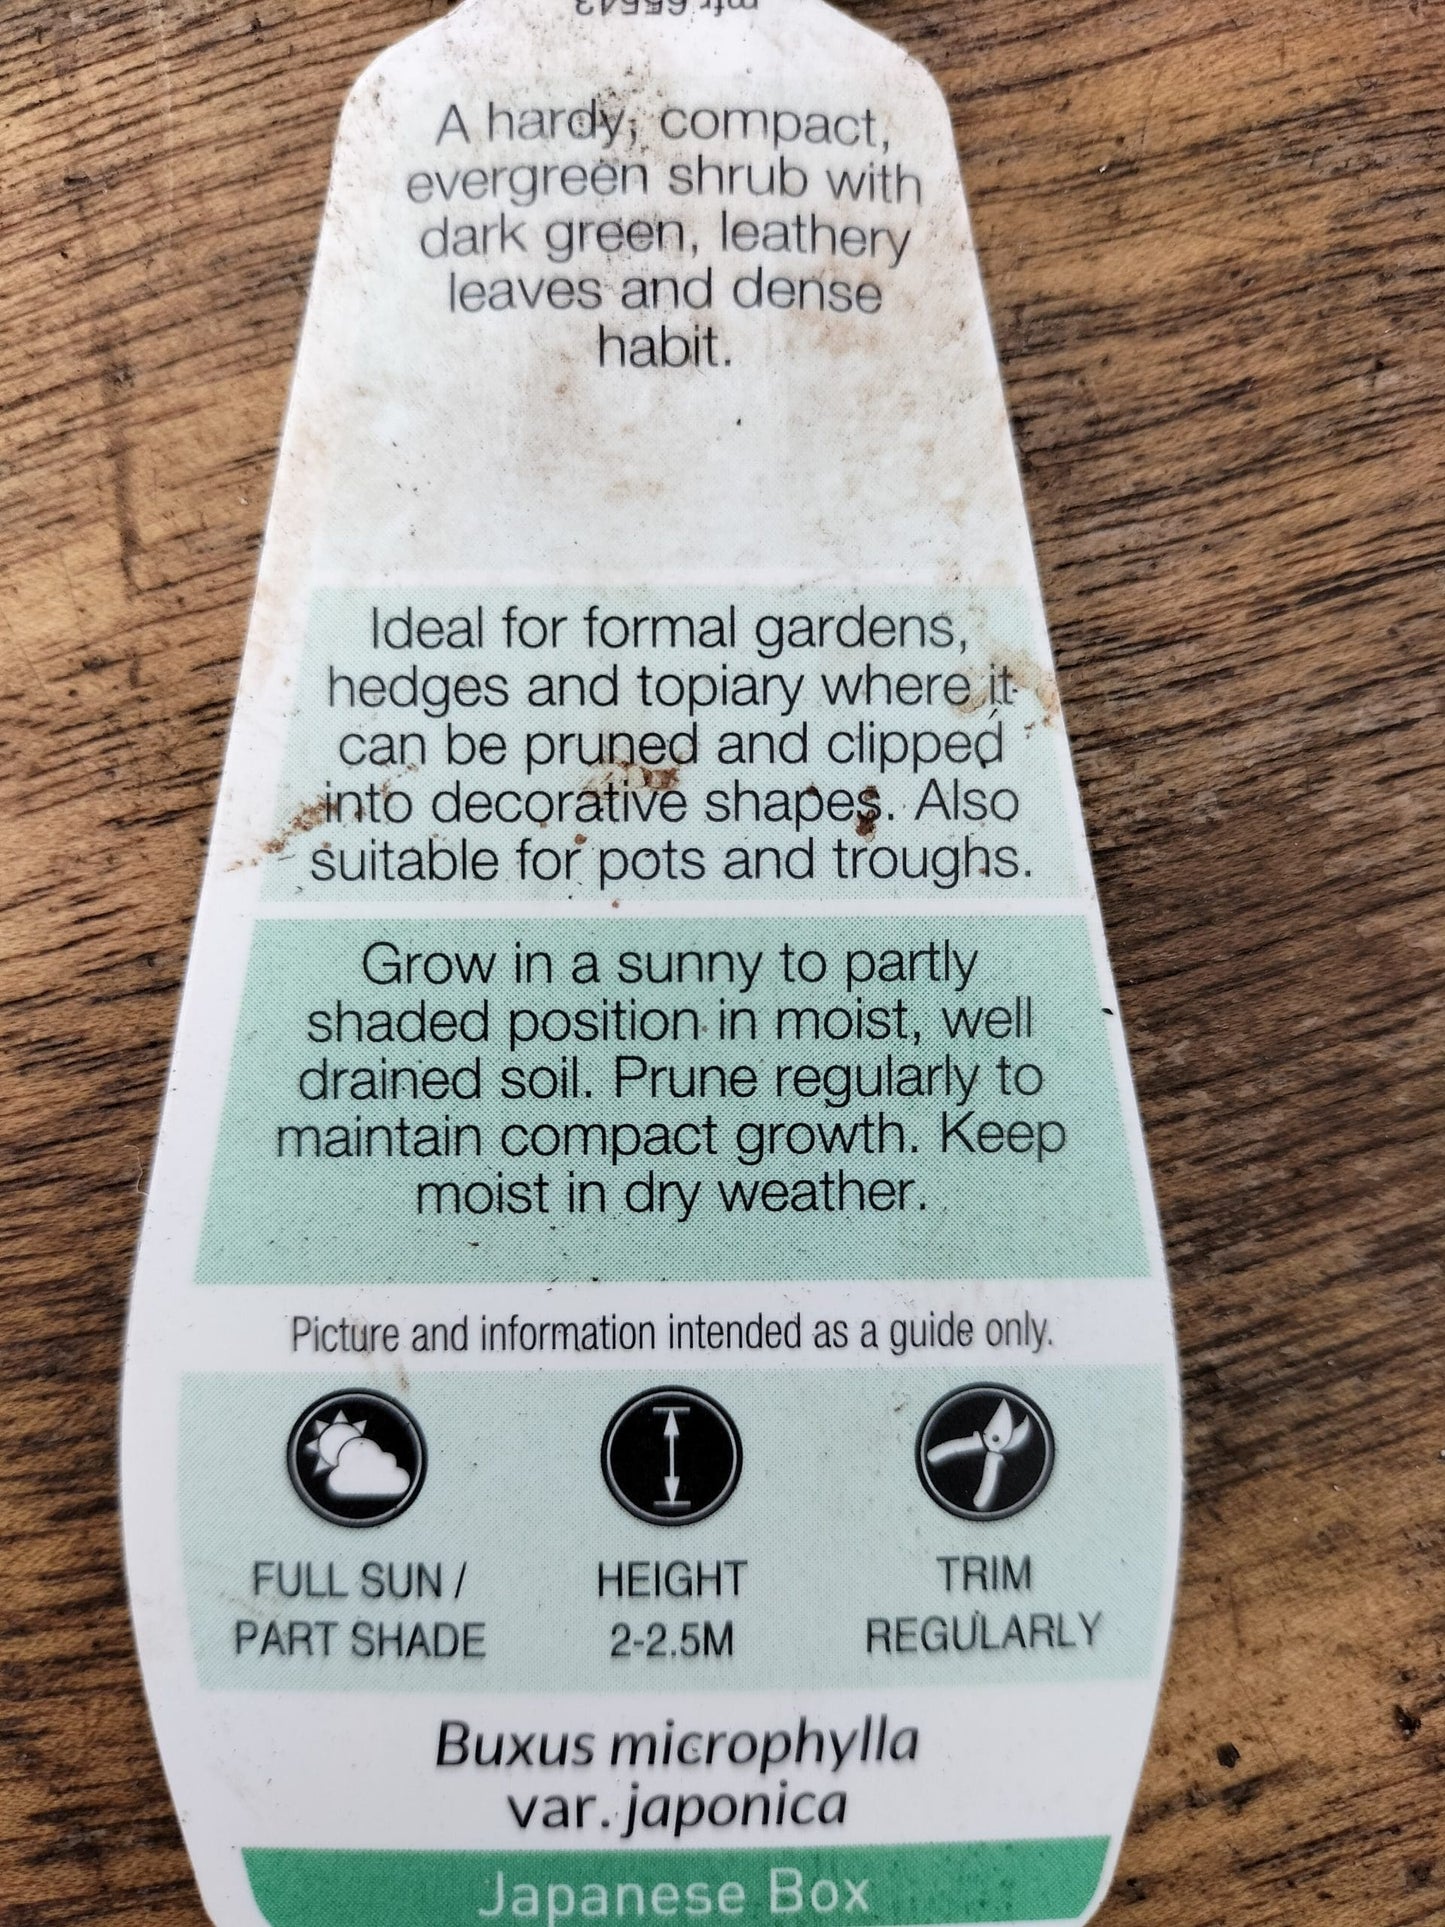 A hardy, compact,
evergreen shrub with
dark green, leathery
leaves and dense
habit.
Ideal for formal gardens,
hedges and topiary where it
can be pruned and clipped
into decorative shapes. Also
suitable for pots and troughs.
Grow in a sunny to partly
shaded position in moist, well
drained soil. Prune regularly to
maintain compact growth. Keep
moist in dry weather.
Picture and information intended as a guide only.
FULL SUN /
PART SHADE
HEIGHT
2-2.5M
TRIM
REGULARLY
Buxus microphylla
var. japonica
Japanese Box